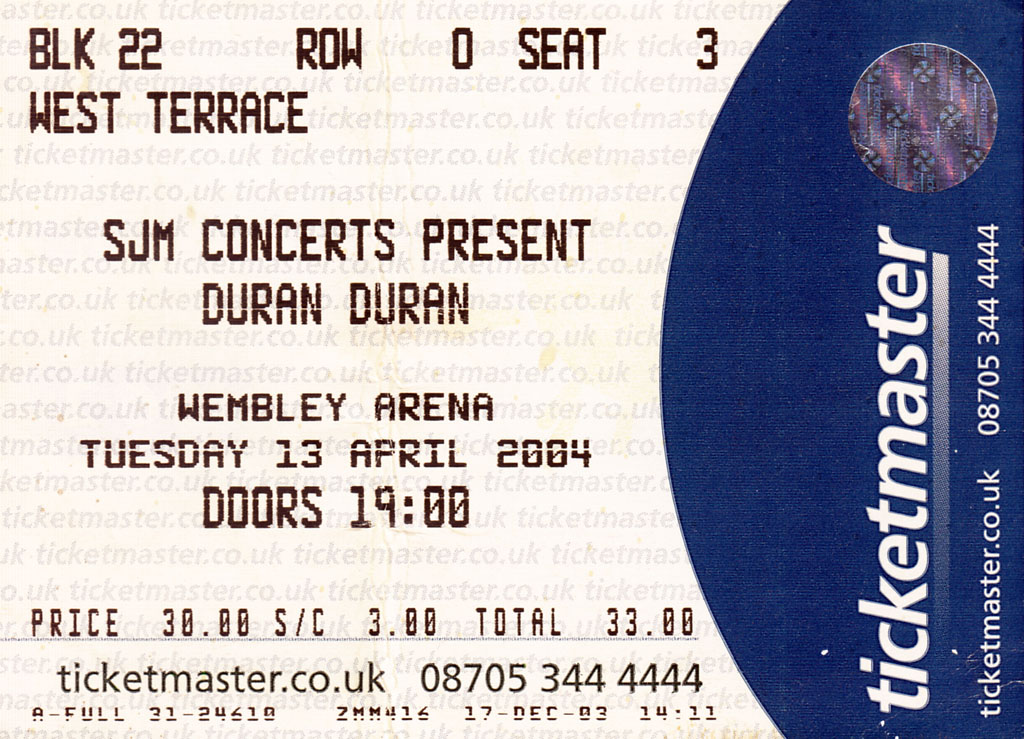 BLK 22 ROW O SEAT 3
WEST TERRACE
SJM CONCERTS PRESENT
DURAN DURAN
WEMBLEY ARENA
TUESDAY 13 APRIL 2004
DOORS 19:00
PRICE 30.00 S/C 3.00 TOTAL 33.00
ticketmaster.co.uk 08705 344 4444
A-FULL 31-24610 ZMM416 17-DEC-03 14:11
ticketmaster
ticketmaster.co.uk 08705 344 4444